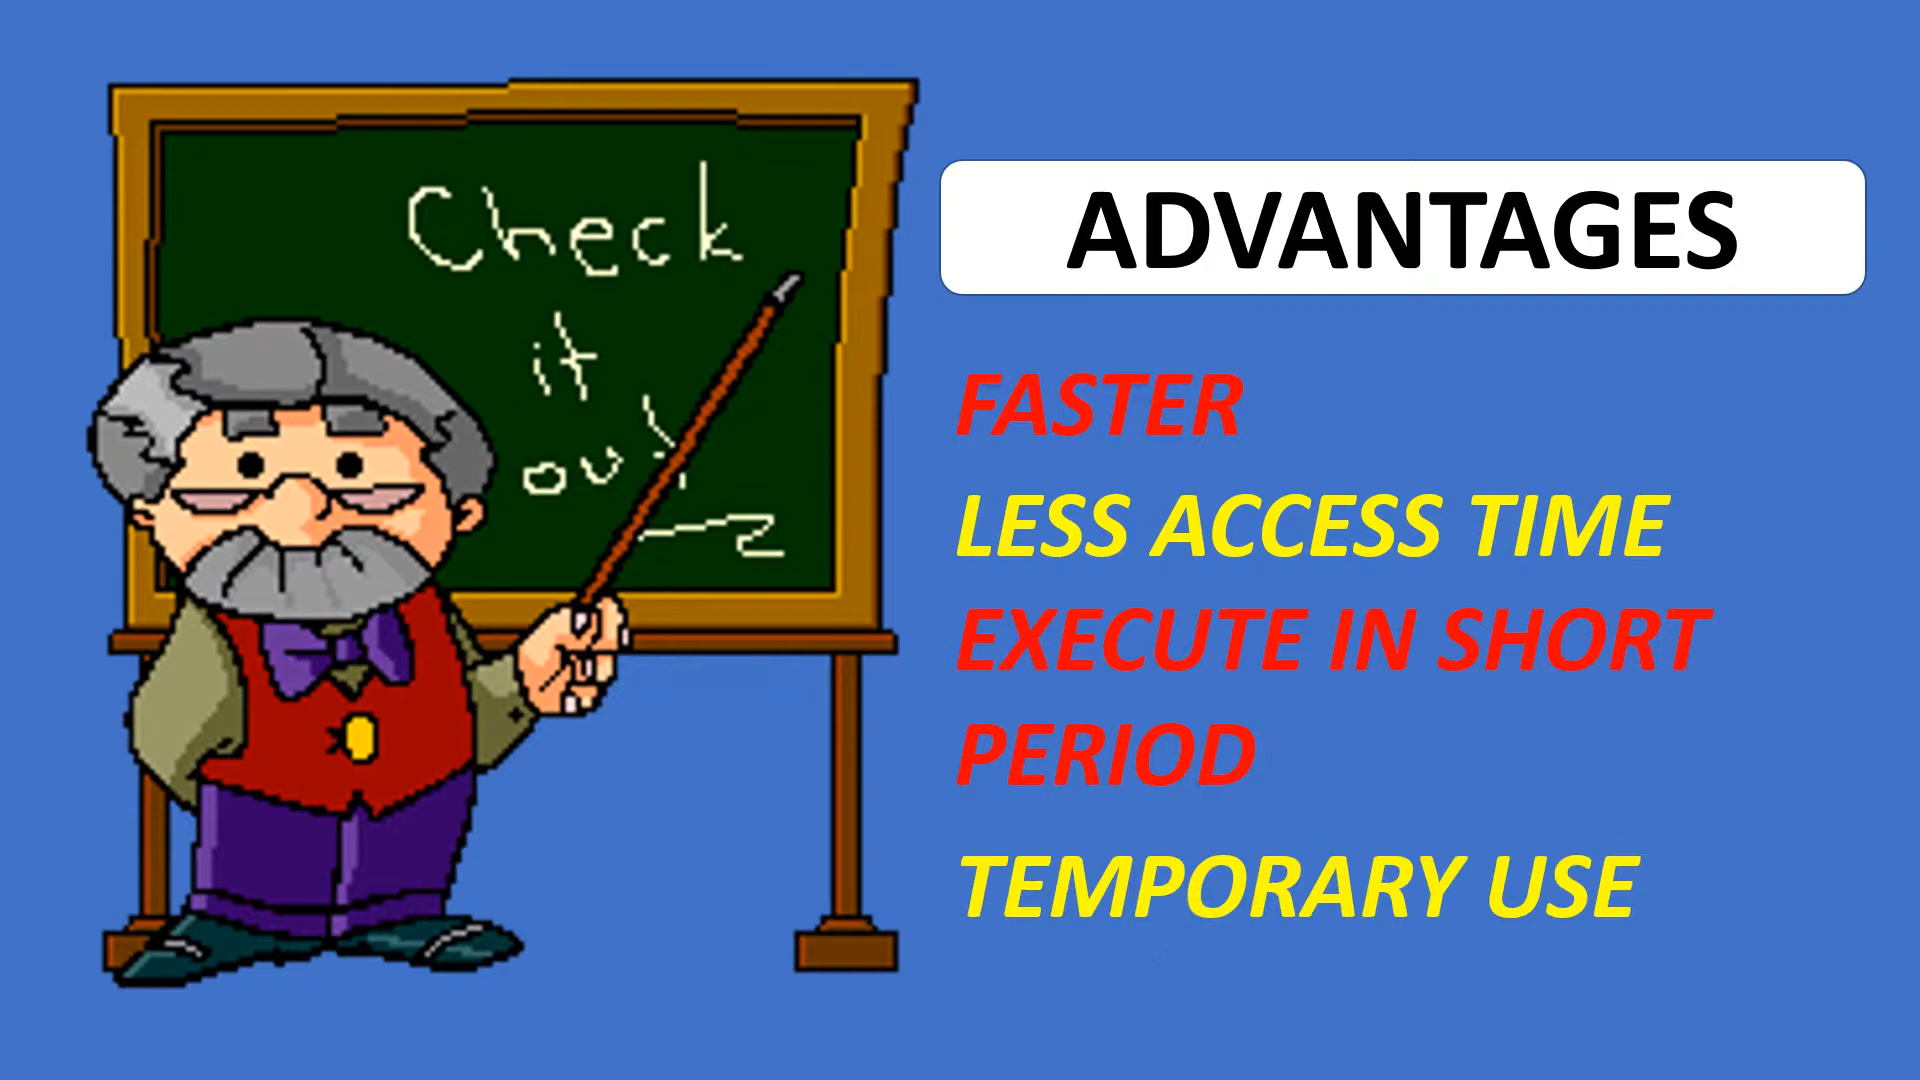 Check
it
out
ADVANTAGES
FASTER
LESS ACCESS TIME
EXECUTE IN SHORT
PERIOD
TEMPORARY USE